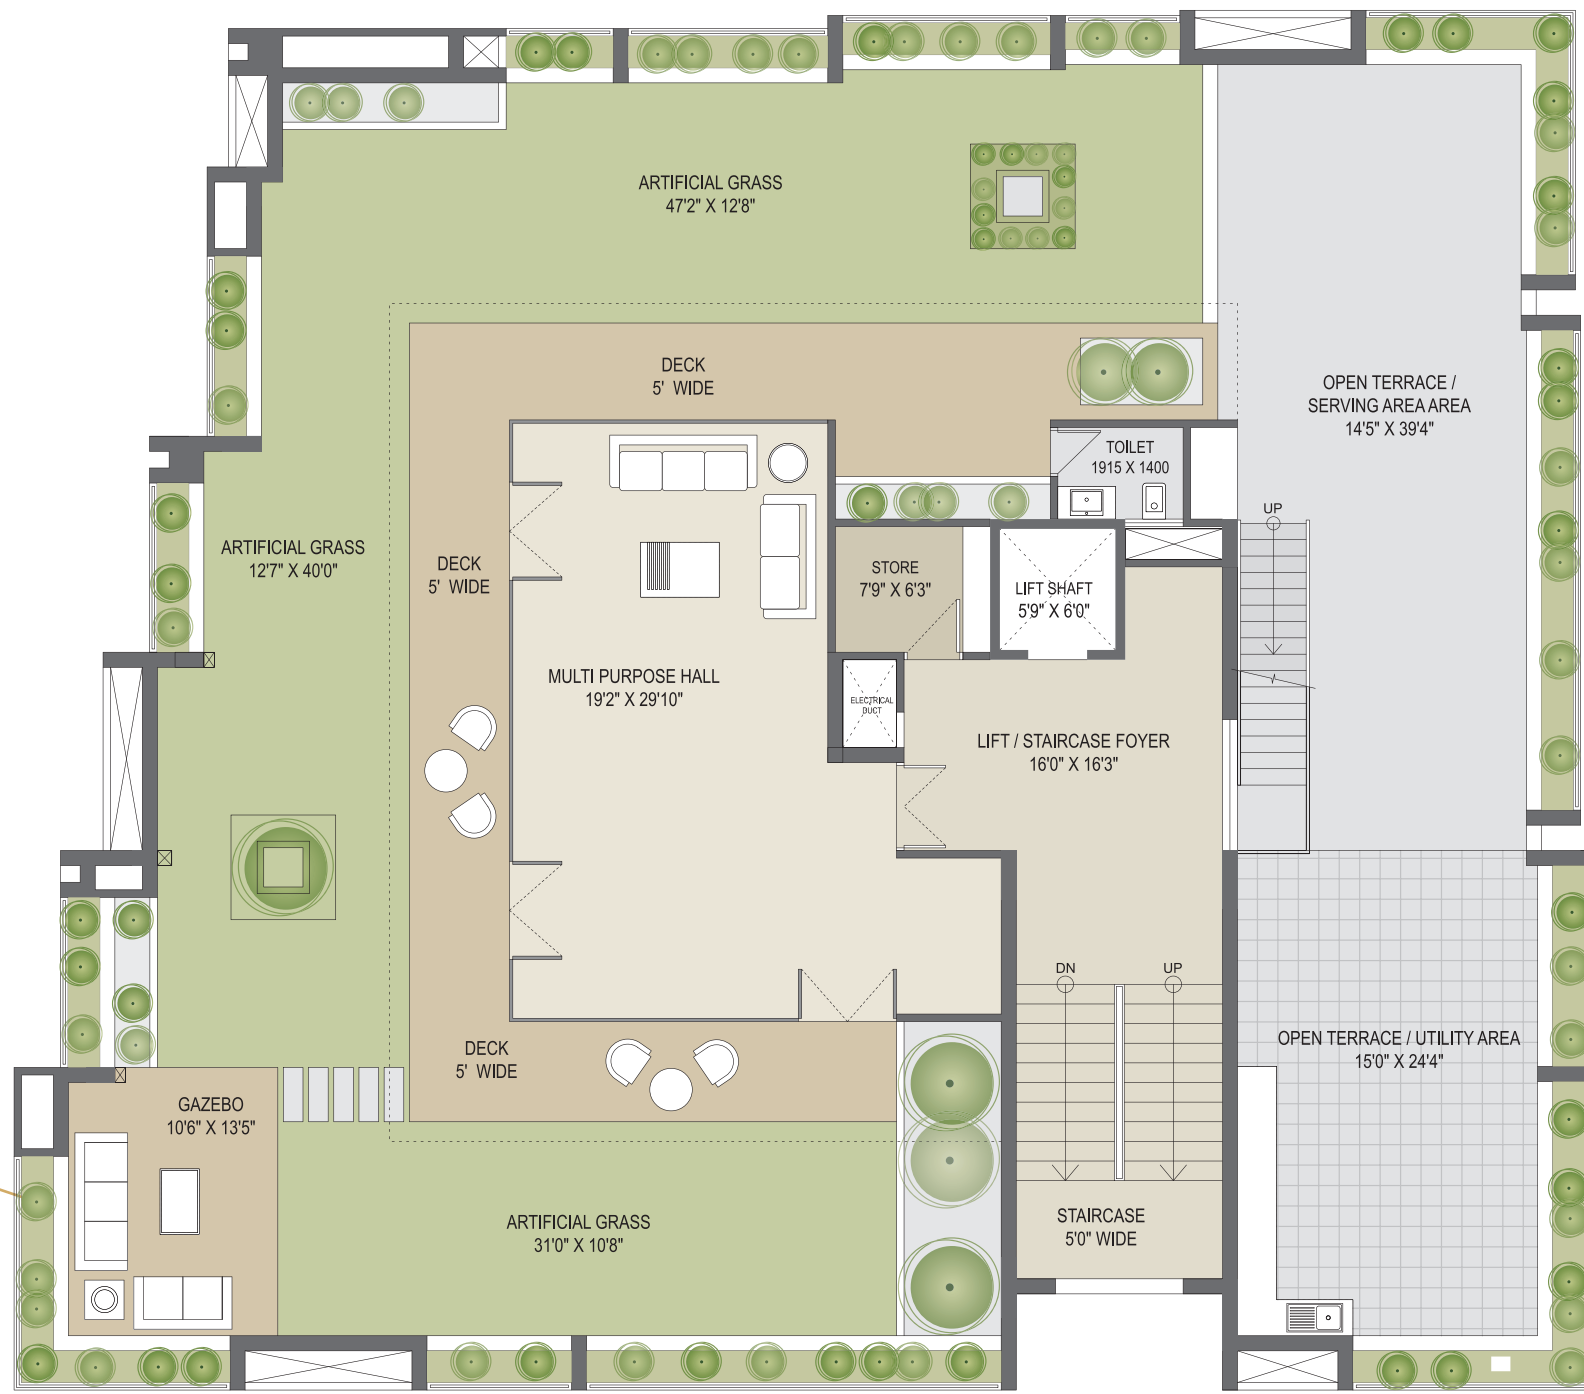 ARTIFICIAL GRASS
47'2" X 12'8"
DECK
5' WIDE
OPEN TERRACE /
SERVING AREA AREA
14'5" X 39'4"
TOILET
1915 X 1400
UP
ARTIFICIAL GRASS
12'7" X 40'0"
DECK
5' WIDE
STORE
7'9" X 6'3"
LIFT SHAFT
5'9" X 6'0"
MULTI PURPOSE HALL
19'2" X 29'10"
ELECTRICAL
DUCT
LIFT / STAIRCASE FOYER
16'0" X 16'3"
DN
UP
OPEN TERRACE / UTILITY AREA
15'0" X 24'4"
DECK
5' WIDE
GAZEBO
10'6" X 13'5"
ARTIFICIAL GRASS
31'0" X 10'8"
STAIRCASE
5'0" WIDE